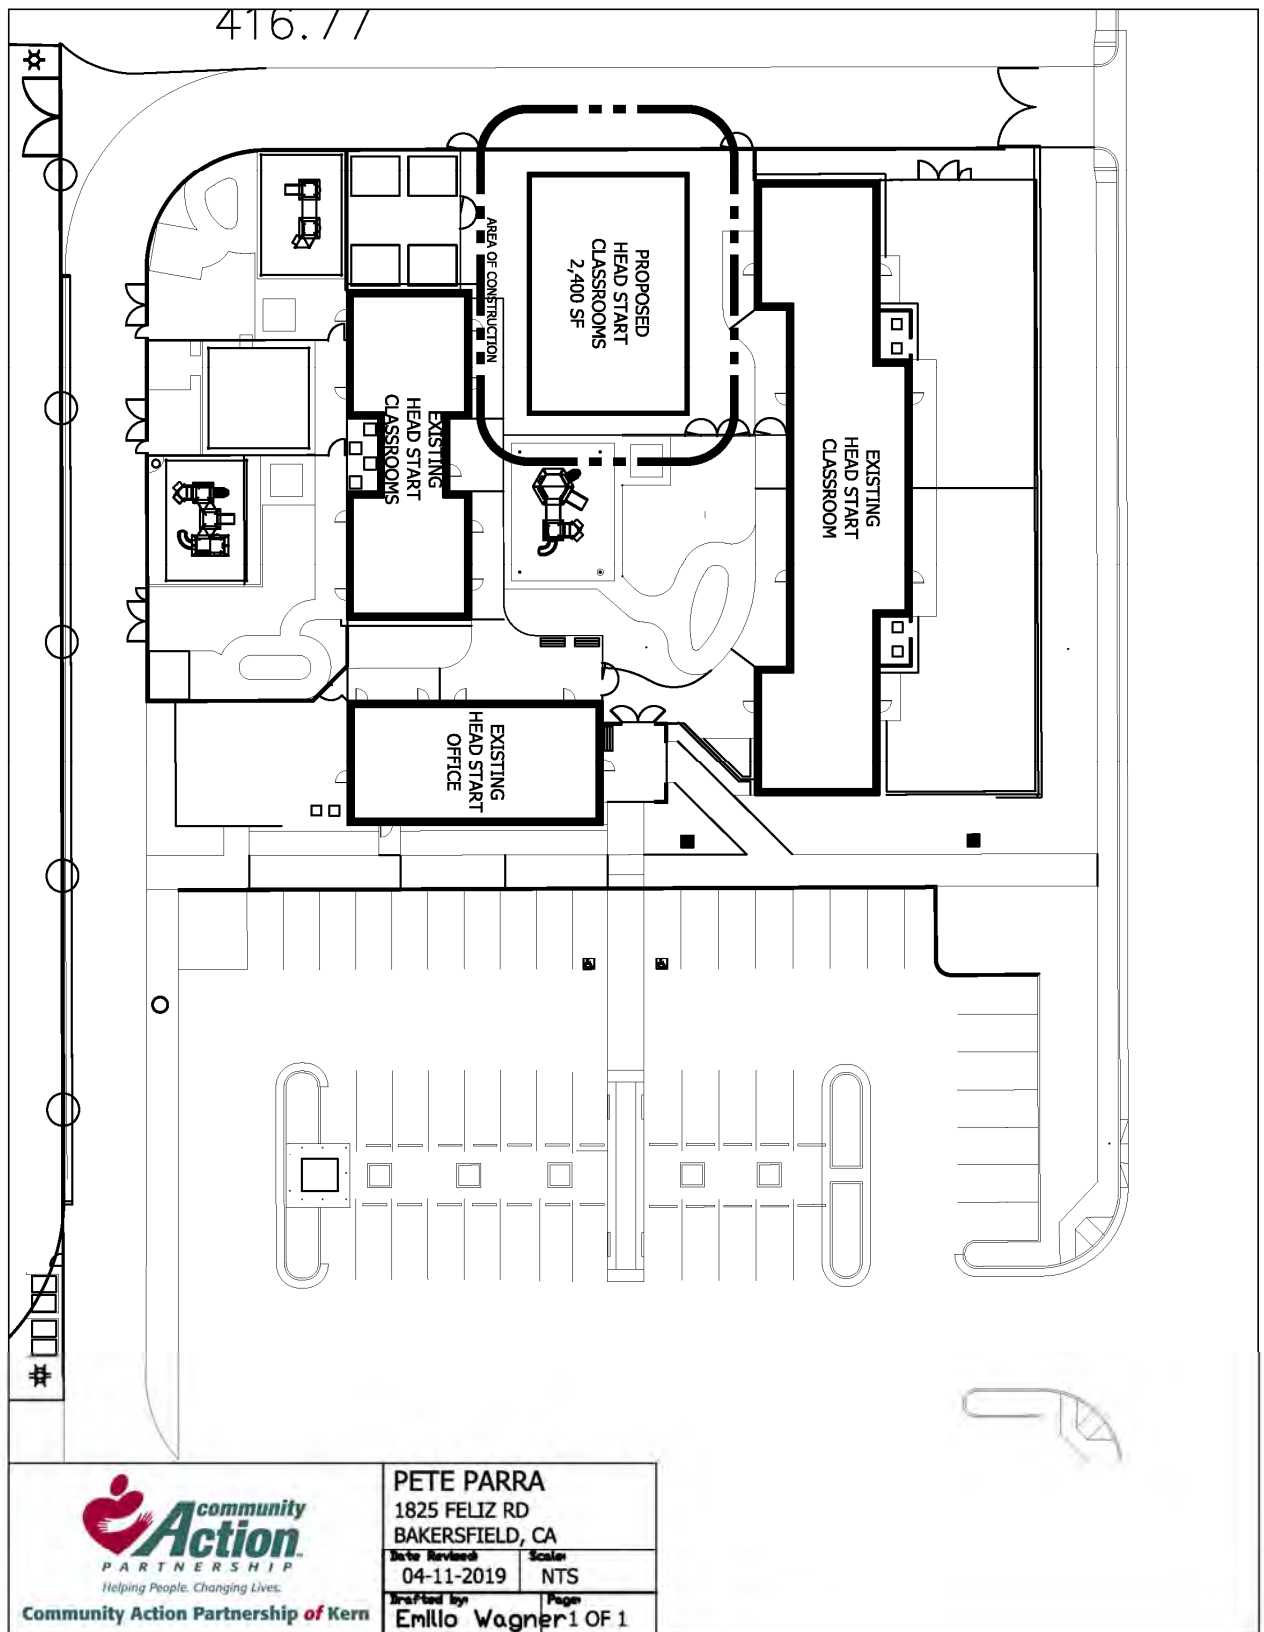 416.77
AREA OF CONSTRUCTION
PROPOSED
HEAD START
CLASSROOMS
2,400 SF
EXISTING
HEAD START
CLASSROOMS
EXISTING
HEAD START
CLASSROOM
EXISTING
HEAD START
OFFICE
community
Action
PARTNERSHIP
Helping People. Changing Lives.
Community Action Partnership of Kern
PETE PARRA
1825 FELIZ RD
BAKERSFIELD, CA
Date Revised:
04-11-2019
Scale:
NTS
Drafted by:
Emilio Wagner
Page:
1 OF 1